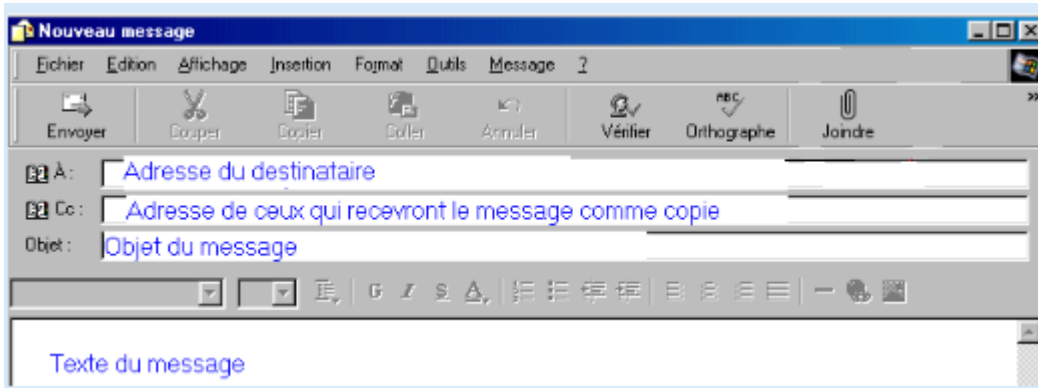 Nouveau message
Fichier Edition Affichage Insertion Format Outils Message ?
ABC
Envoyer Couper Copier Coller Annuler Vérifier Orthographe Joindre
À : Adresse du destinataire
Cc : Adresse de ceux qui recevront le message comme copie
Objet : Objet du message
G I S A
Texte du message